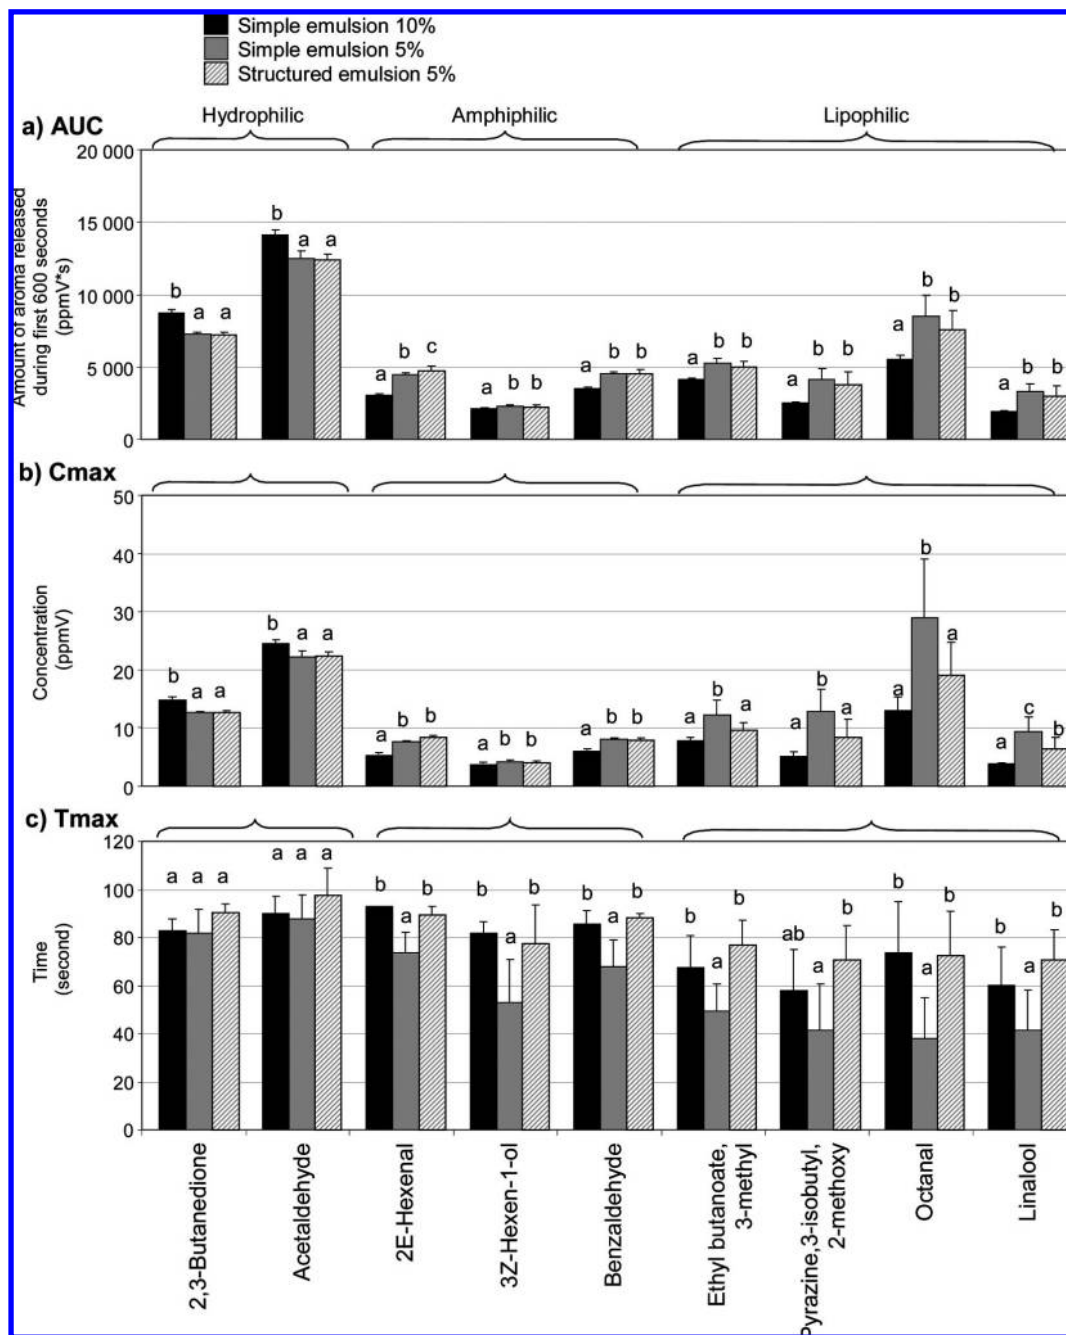 Simple emulsion 10%
Simple emulsion 5%
Structured emulsion 5%
Hydrophilic Amphiphilic Lipophilic
a) AUC
Amount of aroma released
during first 600 seconds
(ppmV*s)
20 000
15 000
10 000
5 000
0
b a a b a a a b c a b b a b b a b b a b b a b b a b b
b) Cmax
Concentration
(ppmV)
50
40
30
20
10
0
b a a b a a a b b a b b a b b a b a a b a a b a a c b
c) Tmax
Time
(second)
120
100
80
60
40
20
0
a a a a a a b a b b a b b a b b a b ab a b b a b b a b
2,3-Butanedione
Acetaldehyde
2E-Hexenal
3Z-Hexen-1-ol
Benzaldehyde
Ethyl butanoate,
3-methyl
Pyrazine,3-isobutyl,
2-methoxy
Octanal
Linalool